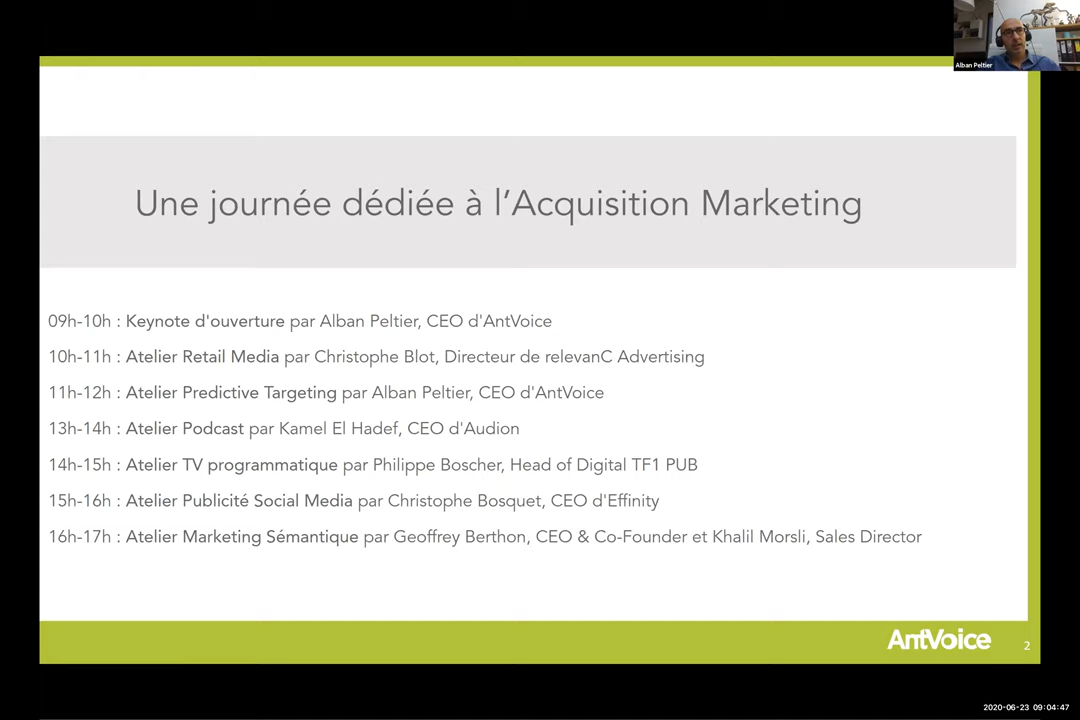 Alban Peltier
Une journée dédiée à l'Acquisition Marketing
09h-10h : Keynote d'ouverture par Alban Peltier, CEO d'AntVoice
10h-11h : Atelier Retail Media par Christophe Blot, Directeur de relevanC Advertising
11h-12h : Atelier Predictive Targeting par Alban Peltier, CEO d'AntVoice
13h-14h : Atelier Podcast par Kamel El Hadef, CEO d'Audion
14h-15h : Atelier TV programmatique par Philippe Boscher, Head of Digital TF1 PUB
15h-16h : Atelier Publicité Social Media par Christophe Bosquet, CEO d'Effinity
16h-17h : Atelier Marketing Sémantique par Geoffrey Berthon, CEO & Co-Founder et Khalil Morsli, Sales Director
AntVoice
2
2020-06-23 09:04:47